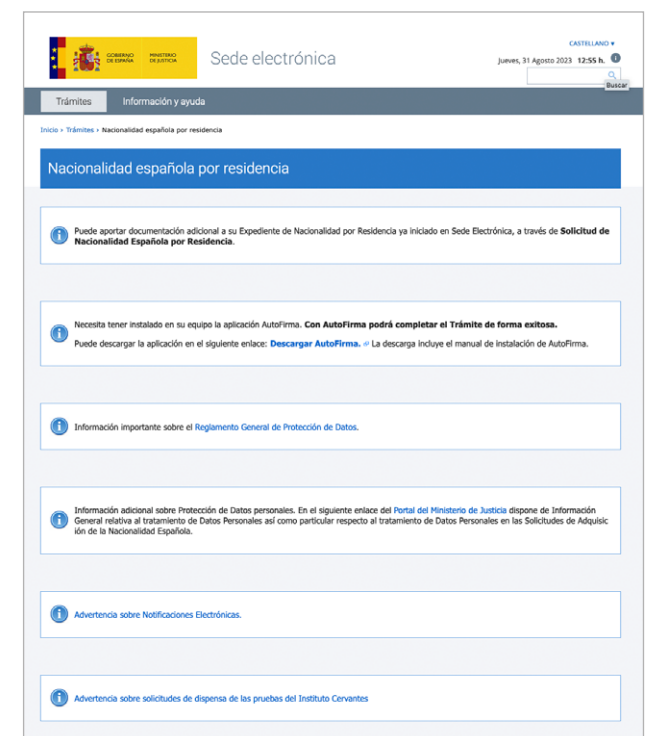 CASTELLANO
GOBIERNO DE ESPAÑA
MINISTERIO DE JUSTICIA
Sede electrónica
Jueves, 31 Agosto 2023 12:55 h.
Buscar
Trámites
Información y ayuda
Inicio › Trámites › Nacionalidad española por residencia
Nacionalidad española por residencia
Puede aportar documentación adicional a su Expediente de Nacionalidad por Residencia ya iniciado en Sede Electrónica, a través de Solicitud de
Nacionalidad Española por Residencia.
Necesita tener instalado en su equipo la aplicación AutoFirma. Con AutoFirma podrá completar el Trámite de forma exitosa.
Puede descargar la aplicación en el siguiente enlace: Descargar AutoFirma. La descarga incluye el manual de instalación de AutoFirma.
Información importante sobre el Reglamento General de Protección de Datos.
Información adicional sobre Protección de Datos personales. En el siguiente enlace del Portal del Ministerio de Justicia dispone de Información
General relativa al tratamiento de Datos Personales así como particular respecto al tratamiento de Datos Personales en las Solicitudes de Adquisic
ión de la Nacionalidad Española.
Advertencia sobre Notificaciones Electrónicas.
Advertencia sobre solicitudes de dispensa de las pruebas del Instituto Cervantes